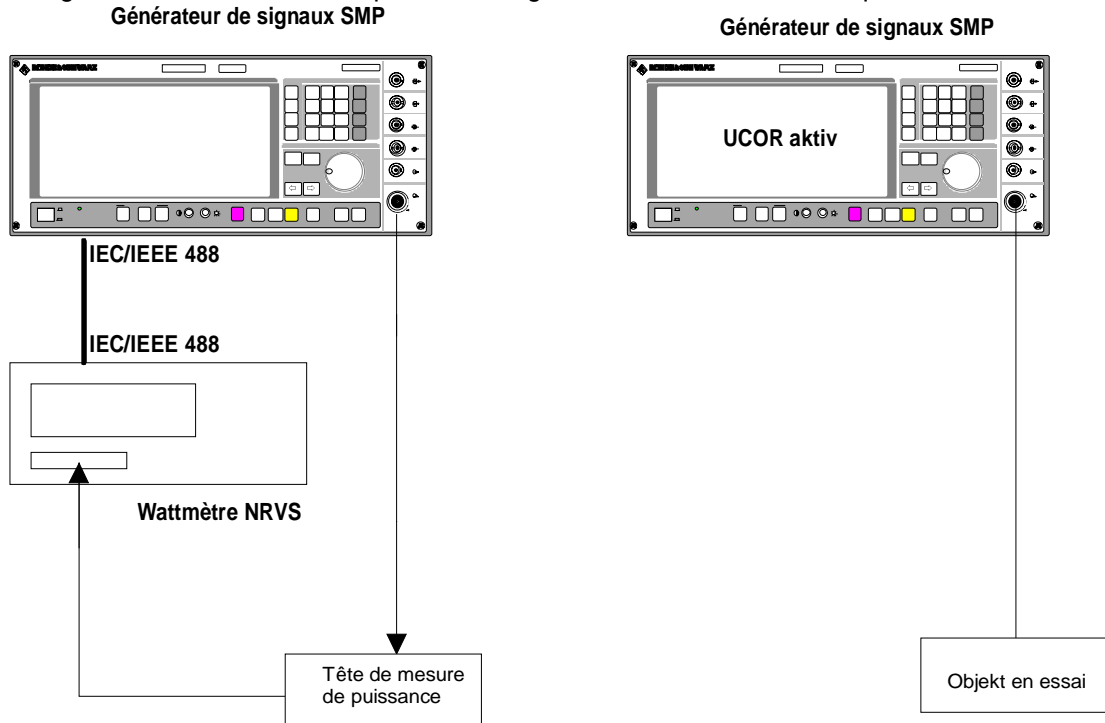 Générateur de signaux SMP
Générateur de signaux SMP
UCOR aktiv
IEC/IEEE 488
IEC/IEEE 488
Wattmètre NRVS
Tête de mesure
de puissance
Objekt en essai